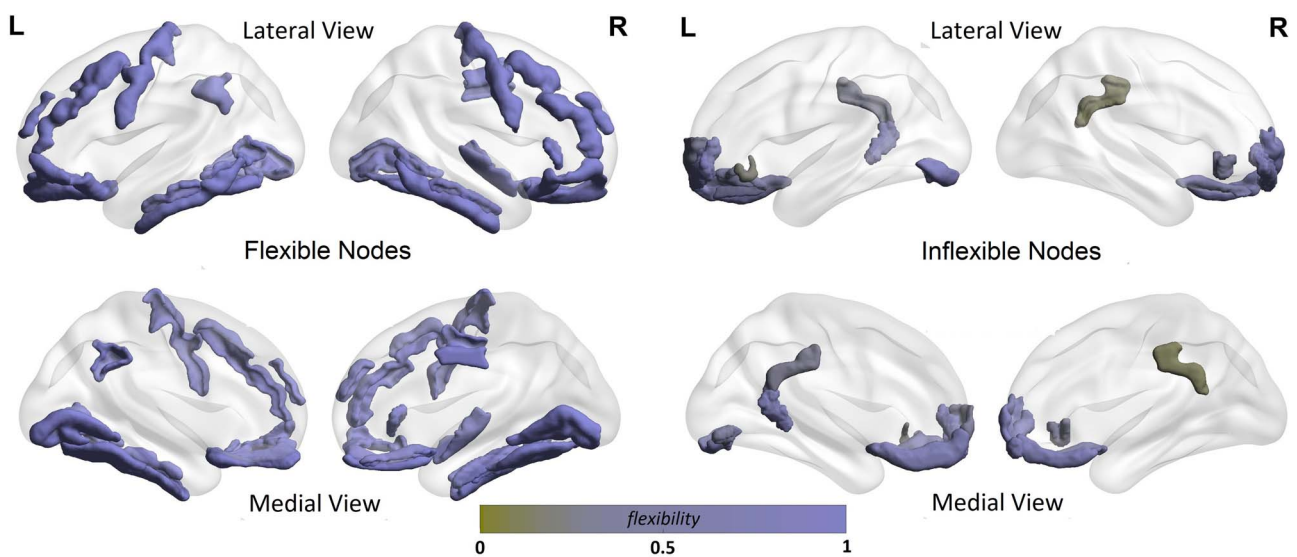 L Lateral View R
L Lateral View R
Flexible Nodes
Inflexible Nodes
Medial View
Medial View
flexibility
0 0.5 1